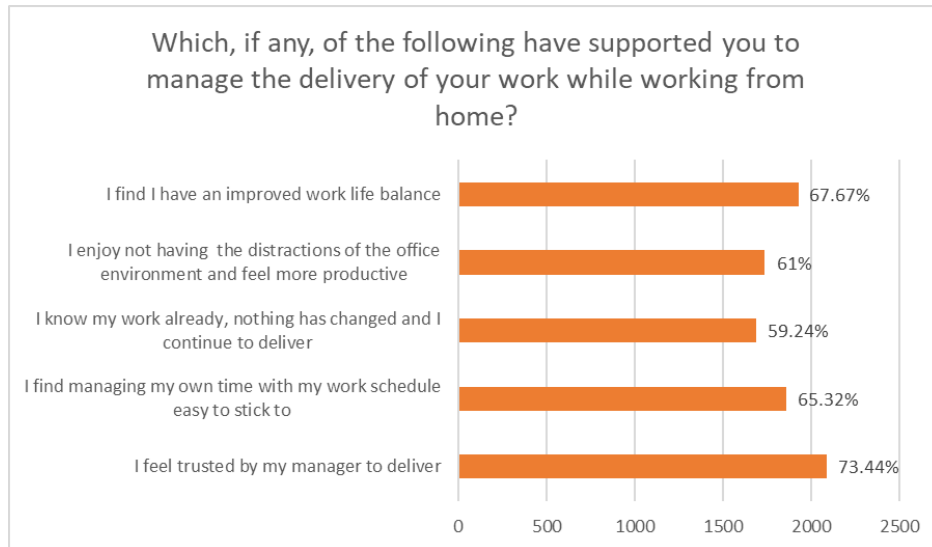 Which, if any, of the following have supported you to
manage the delivery of your work while working from
home?
I find I have an improved work life balance
67.67%
I enjoy not having the distractions of the office
environment and feel more productive
61%
I know my work already, nothing has changed and I
continue to deliver
59.24%
I find managing my own time with my work schedule
easy to stick to
65.32%
I feel trusted by my manager to deliver
73.44%
0 500 1000 1500 2000 2500